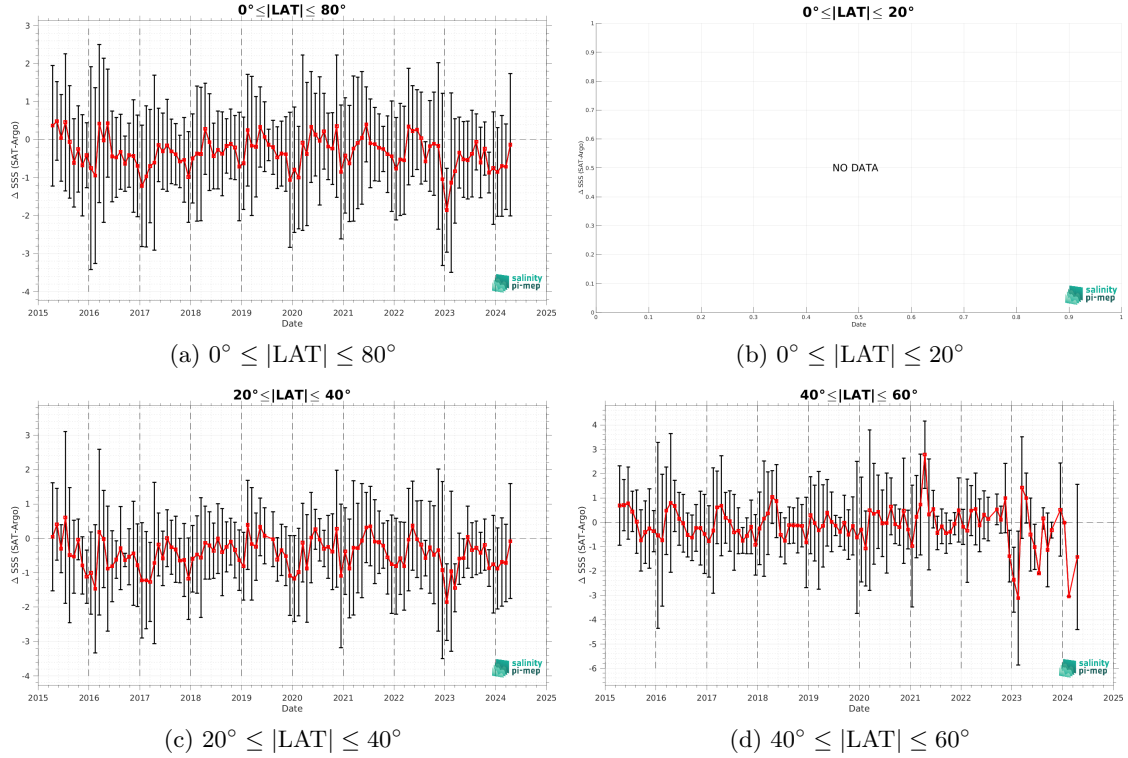 0°≤|LAT|≤ 80°
Δ SSS (SAT-Argo)
3
2
1
0
-1
-2
-3
-4
2015 2016 2017 2018 2019 2020 2021 2022 2023 2024 2025
Date
salinity
pi-mep
(a) 0° ≤ |LAT| ≤ 80°
0°≤|LAT|≤ 20°
Δ SSS (SAT-Argo)
1
0.9
0.8
0.7
0.6
0.5
0.4
0.3
0.2
0.1
0
NO DATA
0 0.1 0.2 0.3 0.4 0.5 0.6 0.7 0.8 0.9 1
Date
salinity
pi-mep
(b) 0° ≤ |LAT| ≤ 20°
20°≤|LAT|≤ 40°
Δ SSS (SAT-Argo)
3
2
1
0
-1
-2
-3
-4
2015 2016 2017 2018 2019 2020 2021 2022 2023 2024 2025
Date
salinity
pi-mep
(c) 20° ≤ |LAT| ≤ 40°
40°≤|LAT|≤ 60°
Δ SSS (SAT-Argo)
4
3
2
1
0
-1
-2
-3
-4
-5
-6
2015 2016 2017 2018 2019 2020 2021 2022 2023 2024 2025
Date
salinity
pi-mep
(d) 40° ≤ |LAT| ≤ 60°